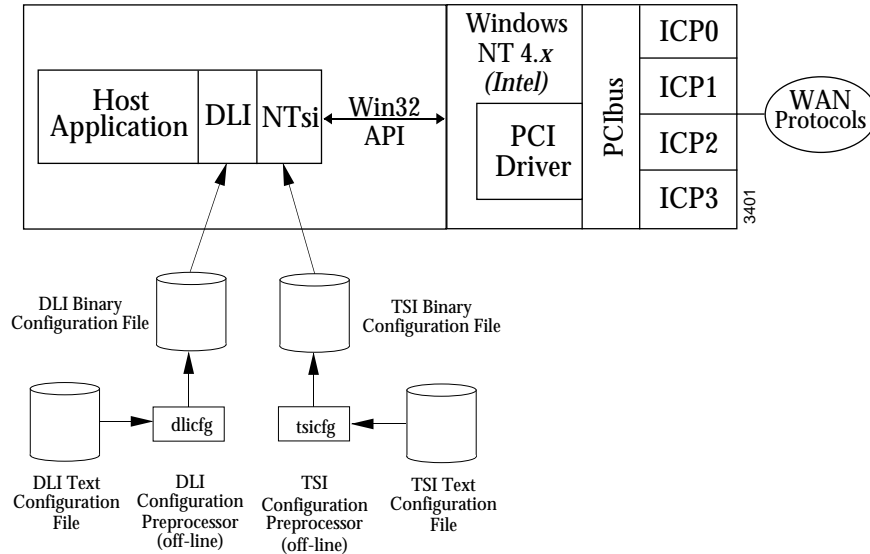 Host
Application
DLI
NTsi
Win32
API
Windows
NT 4.x
(Intel)
PCI
Driver
PCIbus
ICP0
ICP1
ICP2
ICP3
3401
WAN
Protocols
DLI Binary
Configuration File
TSI Binary
Configuration File
dlicfg
tsicfg
DLI Text
Configuration
File
DLI
Configuration
Preprocessor
(off-line)
TSI
Configuration
Preprocessor
(off-line)
TSI Text
Configuration
File